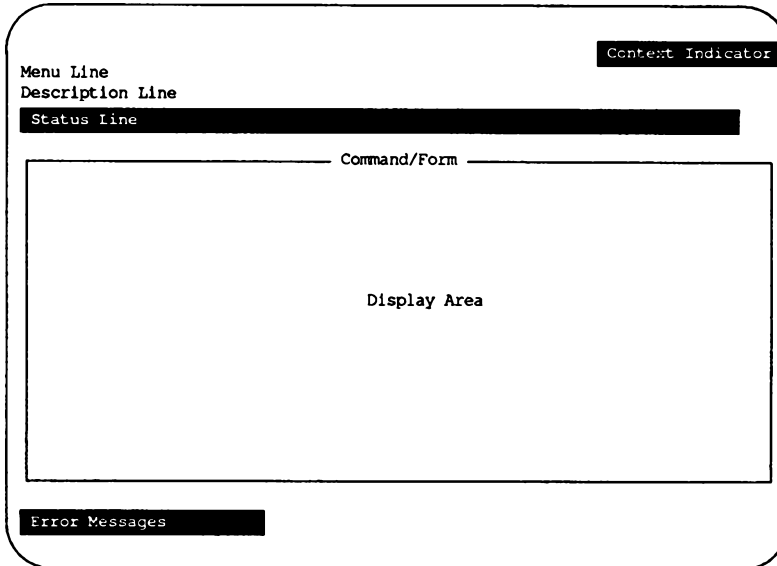 Context Indicator
Menu Line
Description Line
Status Line
Command/Form
Display Area
Error Messages